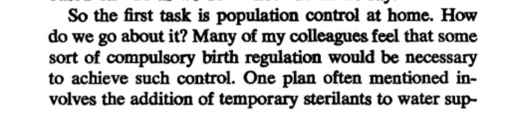 So the first task is population control at home. How
do we go about it? Many of my colleagues feel that some
sort of compulsory birth regulation would be necessary
to achieve such control. One plan often mentioned in-
volves the addition of temporary sterilants to water sup-